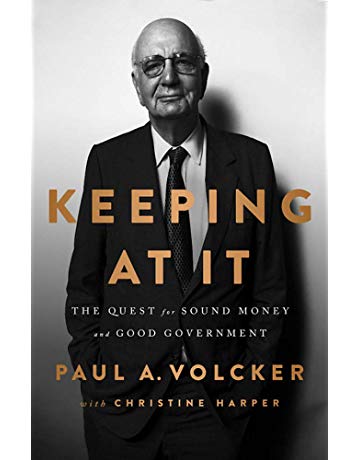 KEEPING
AT IT
THE QUEST for SOUND MONEY
and GOOD GOVERNMENT
PAUL A. VOLCKER
with CHRISTINE HARPER